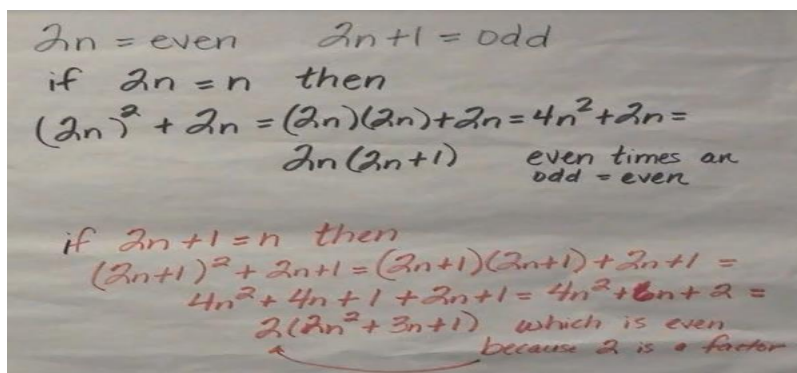 2n = even 2n+1 = odd
if 2n = n then
(2n)² + 2n = (2n)(2n)+2n = 4n²+2n =
2n(2n+1) even times an
odd = even
if 2n+1 = n then
(2n+1)² + 2n+1 = (2n+1)(2n+1) + 2n+1 =
4n² + 4n + 1 + 2n+1 = 4n²+6n+2 =
2(2n² + 3n+1) which is even
because 2 is a factor